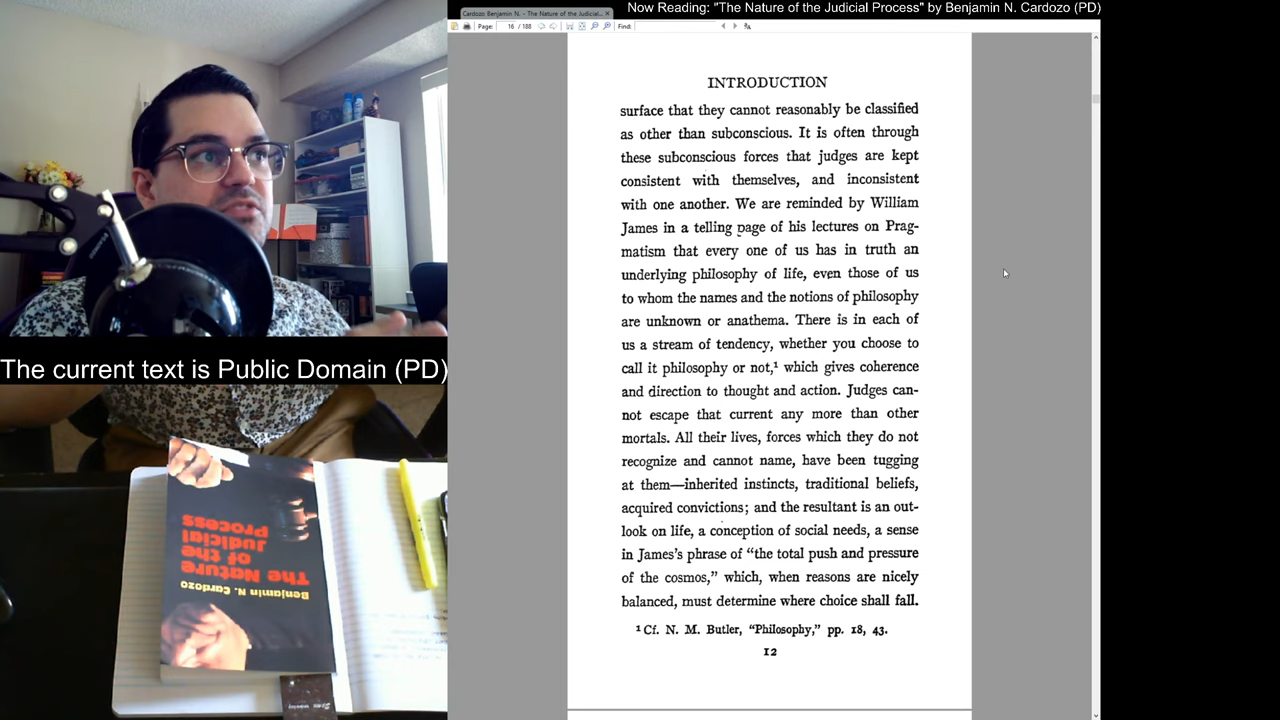 Now Reading: "The Nature of the Judicial Process" by Benjamin N. Cardozo (PD)
Cardozo Benjamin N. - The Nature of the Judicial...
Page: 16 / 188
Find:
INTRODUCTION
surface that they cannot reasonably be classified
as other than subconscious. It is often through
these subconscious forces that judges are kept
consistent with themselves, and inconsistent
with one another. We are reminded by William
James in a telling page of his lectures on Prag-
matism that every one of us has in truth an
underlying philosophy of life, even those of us
to whom the names and the notions of philosophy
are unknown or anathema. There is in each of
us a stream of tendency, whether you choose to
call it philosophy or not,¹ which gives coherence
and direction to thought and action. Judges can-
not escape that current any more than other
mortals. All their lives, forces which they do not
recognize and cannot name, have been tugging
at them—inherited instincts, traditional beliefs,
acquired convictions; and the resultant is an out-
look on life, a conception of social needs, a sense
in James's phrase of "the total push and pressure
of the cosmos," which, when reasons are nicely
balanced, must determine where choice shall fall.
¹ Cf. N. M. Butler, "Philosophy," pp. 18, 43.
12
The current text is Public Domain (PD)
Benjamin N. Cardozo
The Nature
of the
Judicial
Process